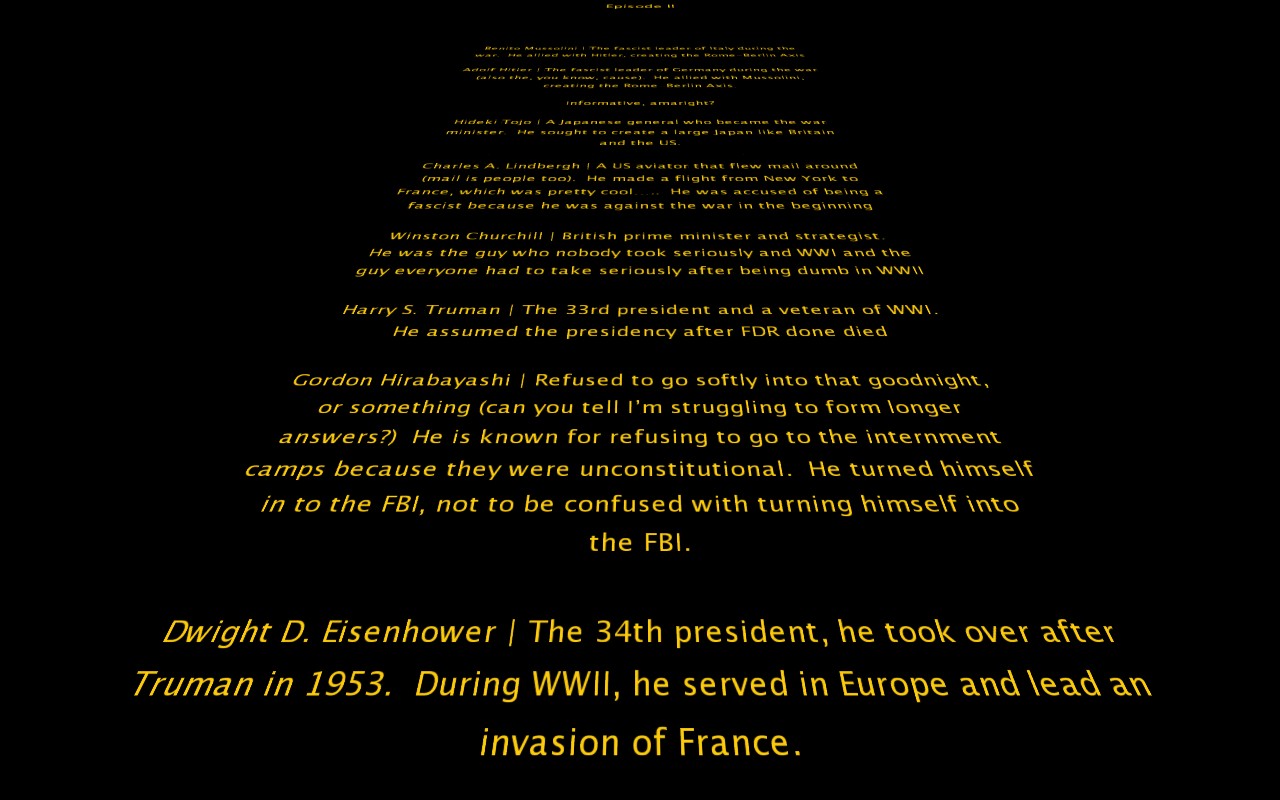 Episode II
Benito Mussolini | The fascist leader of Italy during the
war.  He allied with Hitler, creating the Rome Berlin Axis
Adolf Hitler | The fascist leader of Germany during the war
(also the, you know, cause).  He allied with Mussolini,
creating the Rome Berlin Axis
informative, amaright?
Hideki Tojo | A Japanese general who became the war
minister.  He sought to create a large Japan like Britain
and the US.
Charles A. Lindbergh | A US aviator that flew mail around
(mail is people too).  He made a flight from New York to
France, which was pretty cool.....  He was accused of being a
fascist because he was against the war in the beginning
Winston Churchill | British prime minister and strategist.
He was the guy who nobody took seriously and WWI and the
guy everyone had to take seriously after being dumb in WWII
Harry S. Truman | The 33rd president and a veteran of WWI.
He assumed the presidency after FDR done died
Gordon Hirabayashi | Refused to go softly into that goodnight,
or something (can you tell I'm struggling to form longer
answers?)  He is known for refusing to go to the internment
camps because they were unconstitutional.  He turned himself
in to the FBI, not to be confused with turning himself into
the FBI.
Dwight D. Eisenhower | The 34th president, he took over after
Truman in 1953.  During WWII, he served in Europe and lead an
invasion of France.